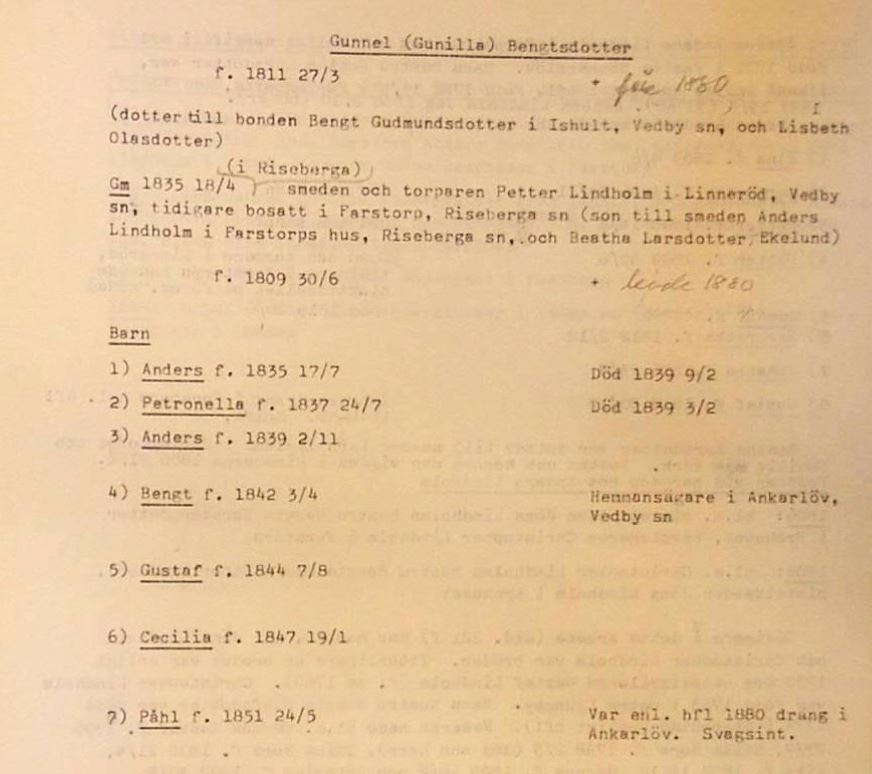 Gunnel (Gunilla) Bengtsdotter
f. 1811 27/3 + före 1880
(dotter till bonden Bengt Gudmundsdotter i Ishult, Vedby sn, och Lisbeth
Olasdotter)
(i Riseberga)
Gm 1835 18/4 smeden och torparen Petter Lindholm i Linneröd, Vedby
sn, tidigare bosatt i Farstorp, Riseberga sn (son till smeden Anders
Lindholm i Farstorps hus, Riseberga sn, och Beatha Larsdotter Ekelund)
f. 1809 30/6 + levde 1880
Barn
1) Anders f. 1835 17/7 Död 1839 9/2
2) Petronella f. 1837 24/7 Död 1839 3/2
3) Anders f. 1839 2/11
4) Bengt f. 1842 3/4 Hemmansägare i Ankarlöv,
Vedby sn
5) Gustaf f. 1844 7/8
6) Cecilia f. 1847 19/1
7) Påhl f. 1851 24/5 Var enl. hfl 1880 dräng i
Ankarlöv. Svagsint.